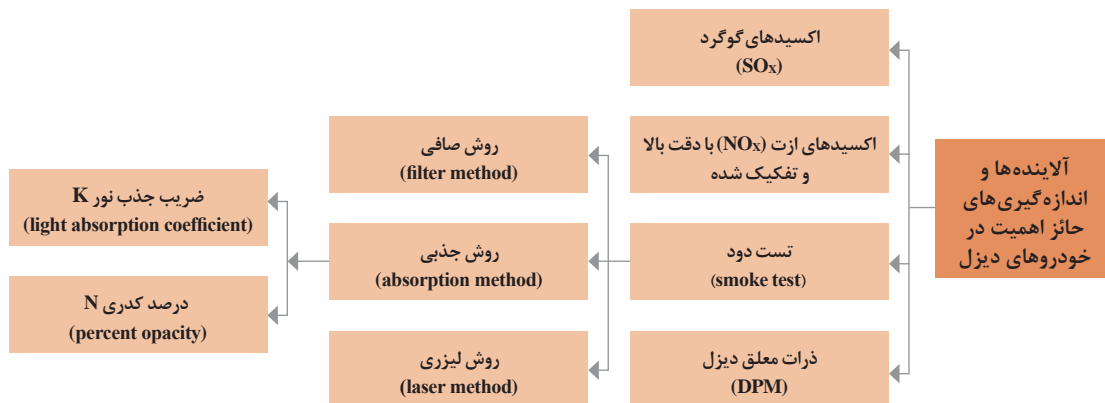 آلاینده‌ها و
اندازه‌گیری‌های
حائز اهمیت در
خودروهای دیزل
اکسیدهای گوگرد
(SOx)
اکسیدهای ازت (NOx) با دقت بالا
و تفکیک شده
تست دود
(smoke test)
ذرات معلق دیزل
(DPM)
روش صافی
(filter method)
روش جذبی
(absorption method)
روش لیزری
(laser method)
ضریب جذب نور K
(light absorption coefficient)
درصد کدری N
(percent opacity)